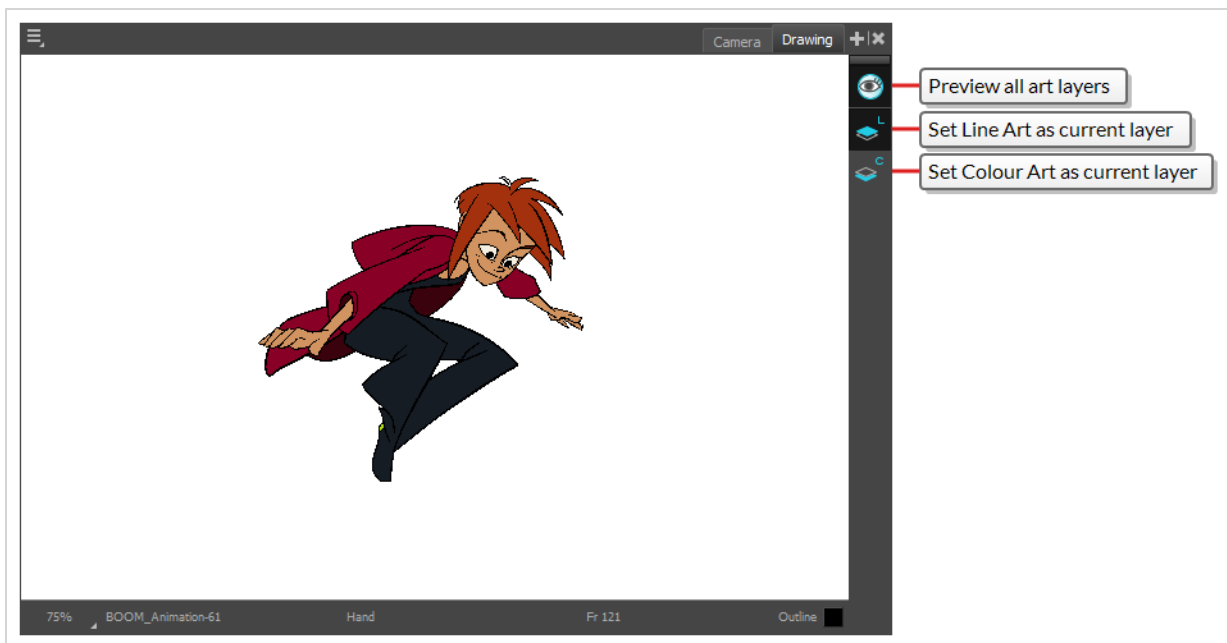 Camera Drawing
Preview all art layers
L
Set Line Art as current layer
C
Set Colour Art as current layer
75% BOOM_Animation-61 Hand Fr 121 Outline